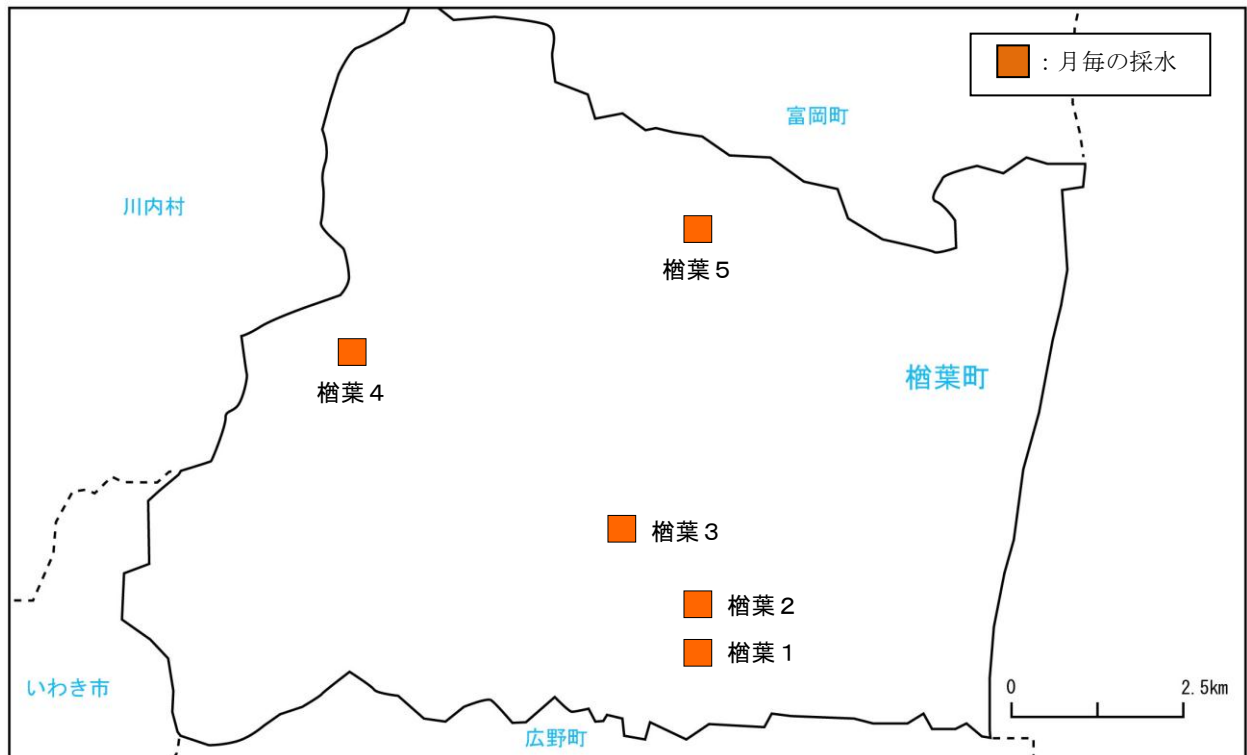 ：月毎の採水
富岡町
川内村
楢葉５
楢葉町
楢葉４
楢葉３
楢葉２
楢葉１
いわき市
0 2.5km
広野町